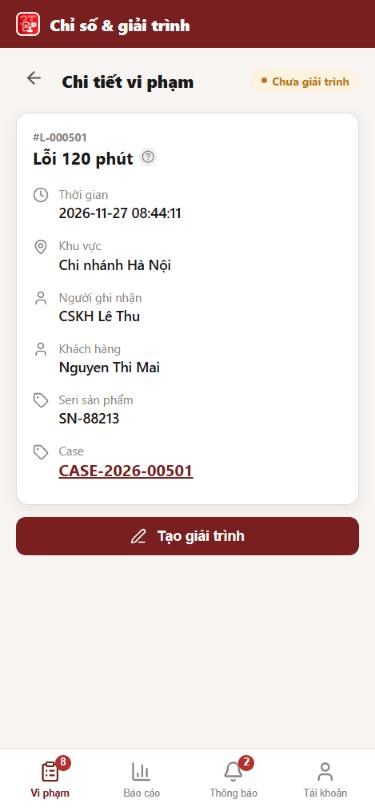 Chỉ số & giải trình
Chi tiết vi phạm
Chưa giải trình
#L-000501
Lỗi 120 phút
Thời gian
2026-11-27 08:44:11
Khu vực
Chi nhánh Hà Nội
Người ghi nhận
CSKH Lê Thu
Khách hàng
Nguyen Thi Mai
Seri sản phẩm
SN-88213
Case
CASE-2026-00501
Tạo giải trình
8
2
Vi phạm
Báo cáo
Thông báo
Tài khoản